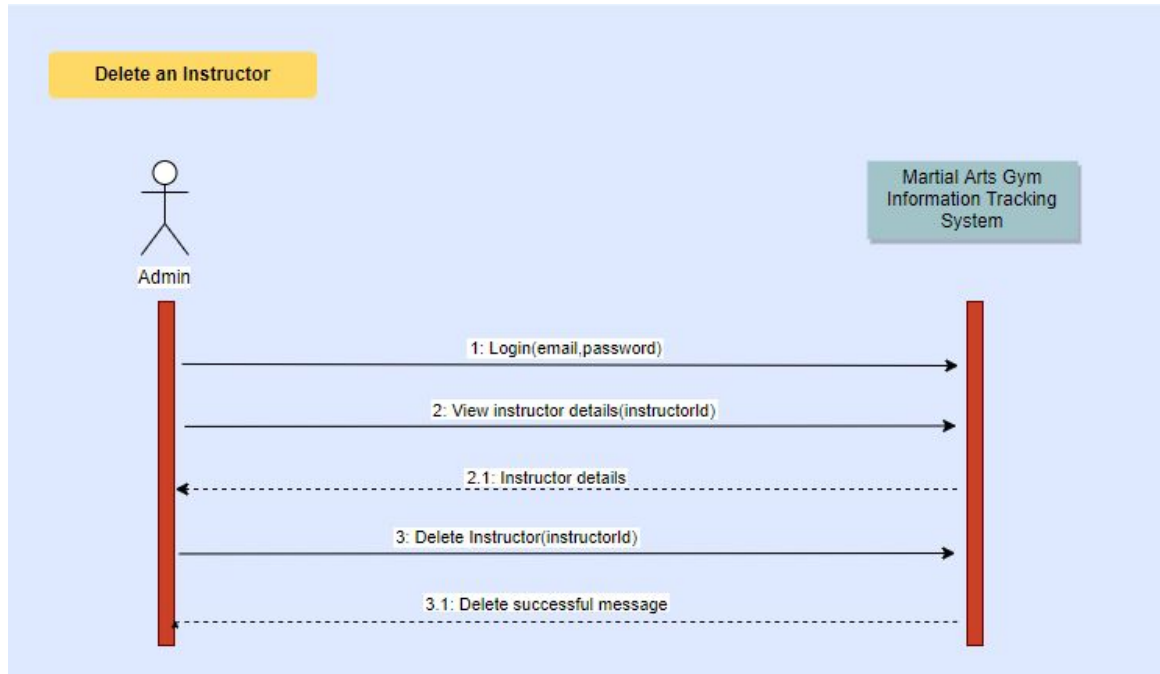 Delete an Instructor
Martial Arts Gym
Information Tracking
System
Admin
1: Login(email,password)
2: View instructor details(instructorId)
2.1: Instructor details
3: Delete Instructor(instructorId)
3.1: Delete successful message